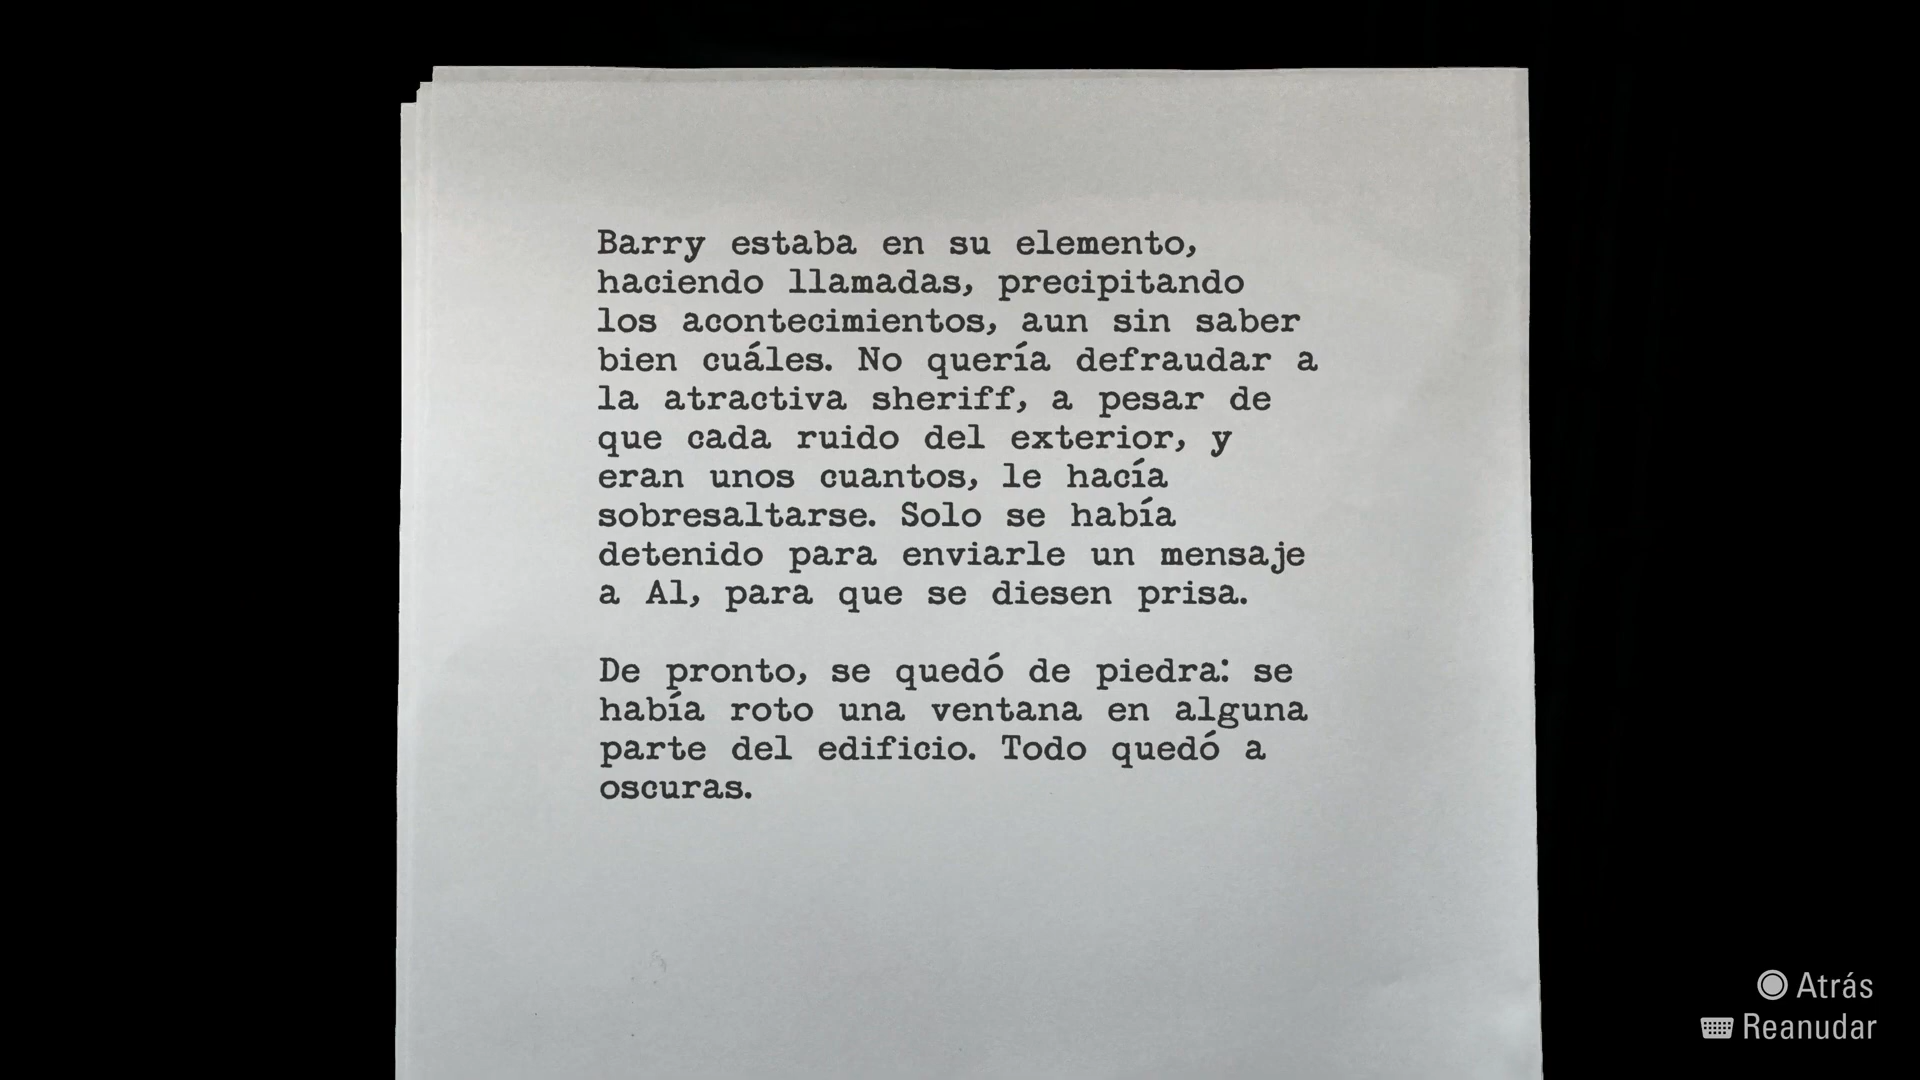 Barry estaba en su elemento,
haciendo llamadas, precipitando
los acontecimientos, aun sin saber
bien cuáles. No quería defraudar a
la atractiva sheriff, a pesar de
que cada ruido del exterior, y
eran unos cuantos, le hacía
sobresaltarse. Solo se había
detenido para enviarle un mensaje
a Al, para que se diesen prisa.
De pronto, se quedó de piedra: se
había roto una ventana en alguna
parte del edificio. Todo quedó a
oscuras.
Atrás
Reanudar